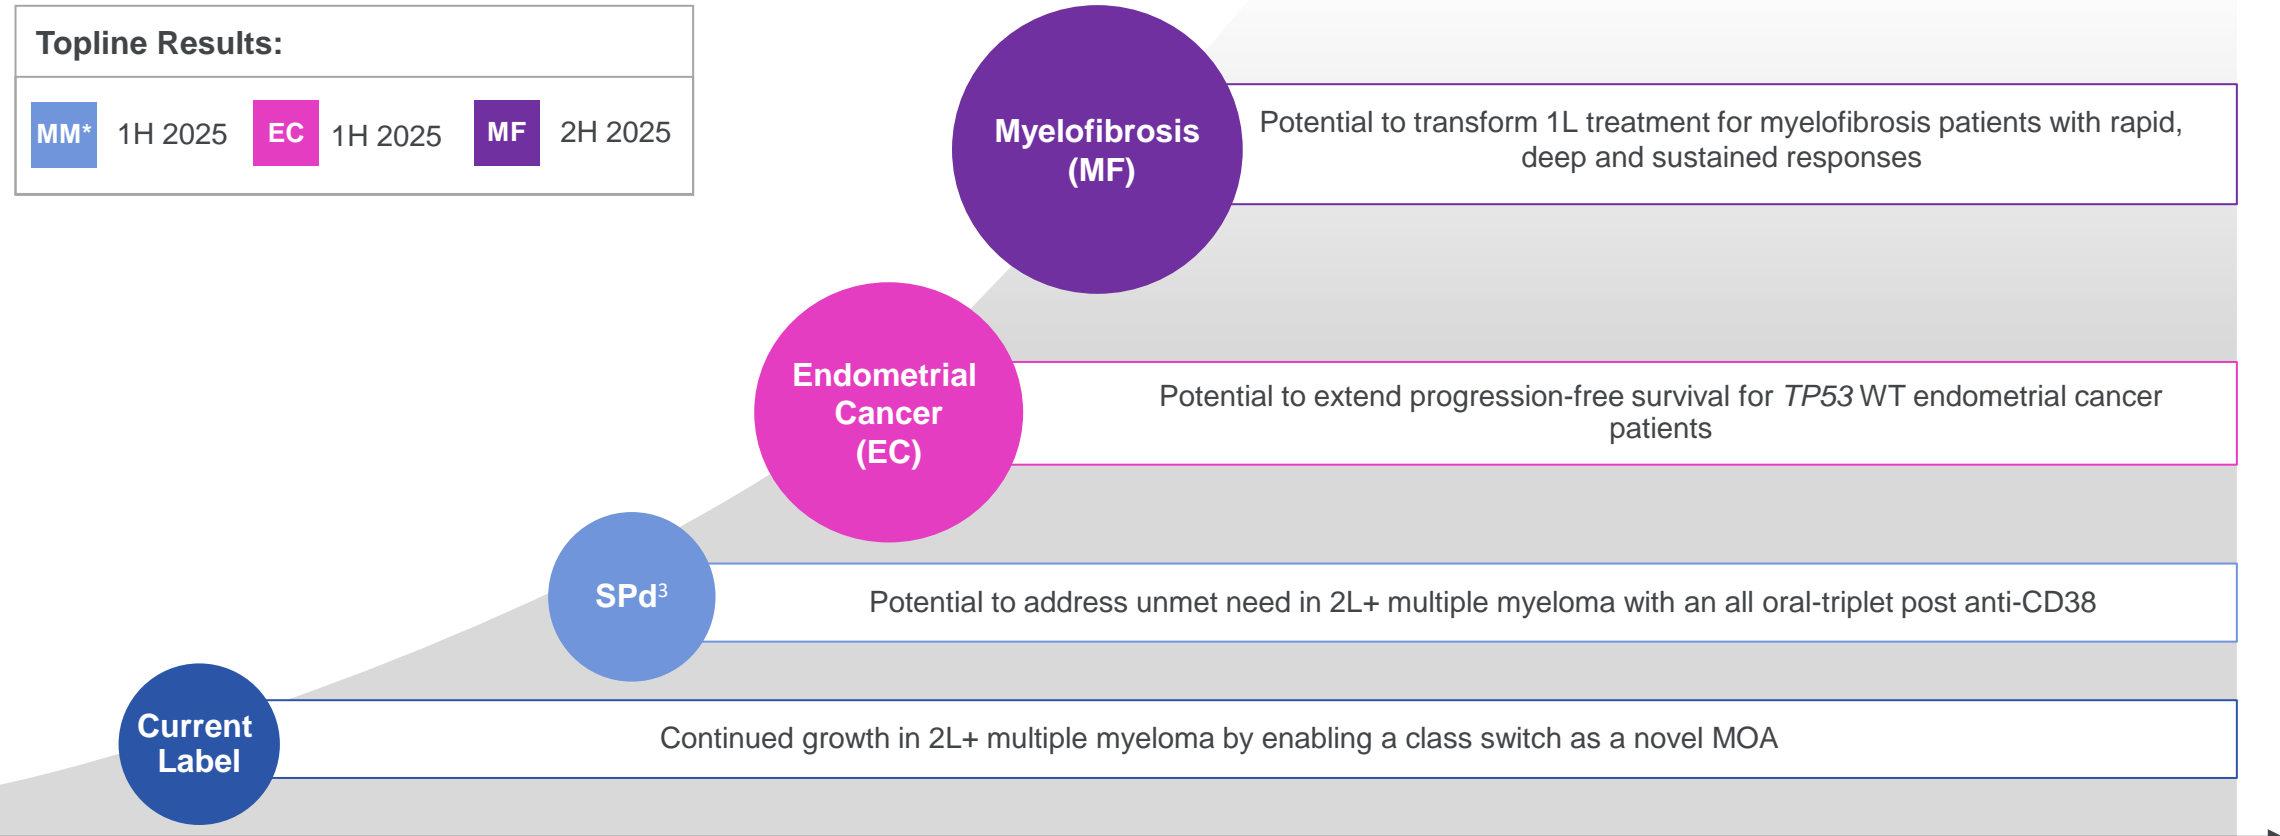 Topline Results:
MM* 1H 2025 EC 1H 2025 MF 2H 2025
Myelofibrosis
(MF)
Potential to transform 1L treatment for myelofibrosis patients with rapid,
deep and sustained responses
Endometrial
Cancer
(EC)
Potential to extend progression-free survival for TP53 WT endometrial cancer
patients
SPd³
Potential to address unmet need in 2L+ multiple myeloma with an all oral-triplet post anti-CD38
Current
Label
Continued growth in 2L+ multiple myeloma by enabling a class switch as a novel MOA